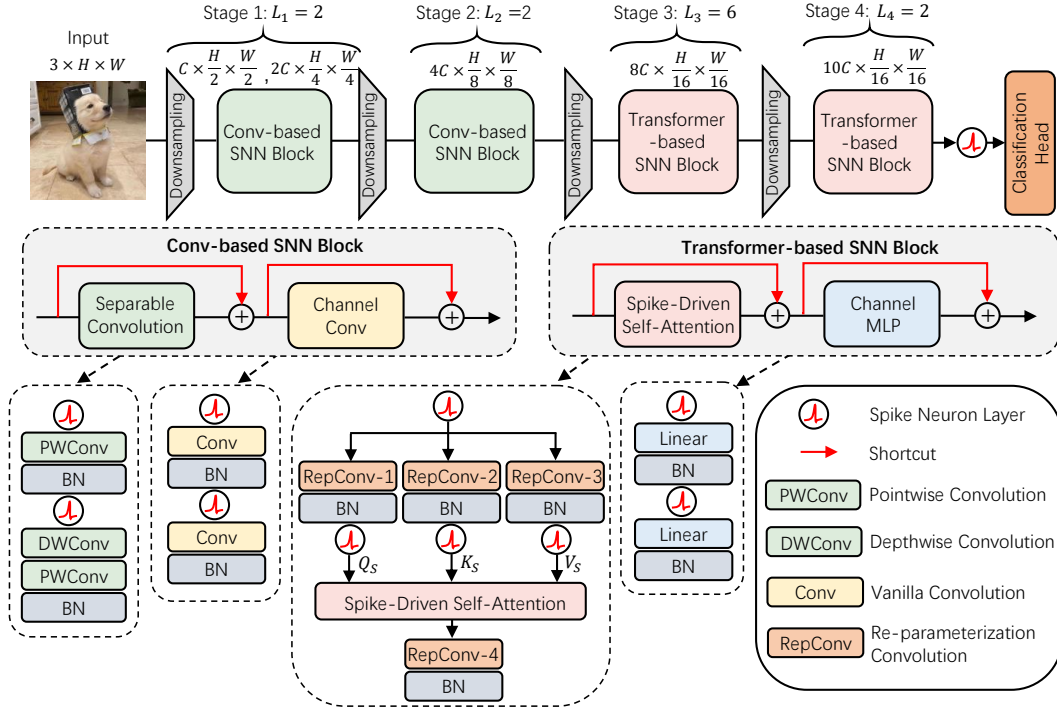 Stage 1: L₁ = 2
Stage 2: L₂ =2
Stage 3: L₃ = 6
Stage 4: L₄ = 2
Input
3 × H × W
C × H/2 × W/2 , 2C × H/4 × W/4
4C × H/8 × W/8
8C × H/16 × W/16
10C × H/16 × W/16
Downsampling
Conv-based
SNN Block
Downsampling
Conv-based
SNN Block
Downsampling
Transformer
-based
SNN Block
Downsampling
Transformer
-based
SNN Block
Classification
Head
Conv-based SNN Block
Separable
Convolution
+
Channel
Conv
+
Transformer-based SNN Block
Spike-Driven
Self-Attention
+
Channel
MLP
+
PWConv
BN
DWConv
PWConv
BN
Conv
BN
Conv
BN
RepConv-1
BN
RepConv-2
BN
RepConv-3
BN
Q_S
K_S
V_S
Spike-Driven Self-Attention
RepConv-4
BN
Linear
BN
Linear
BN
Spike Neuron Layer
Shortcut
PWConv
Pointwise Convolution
DWConv
Depthwise Convolution
Conv
Vanilla Convolution
RepConv
Re-parameterization
Convolution